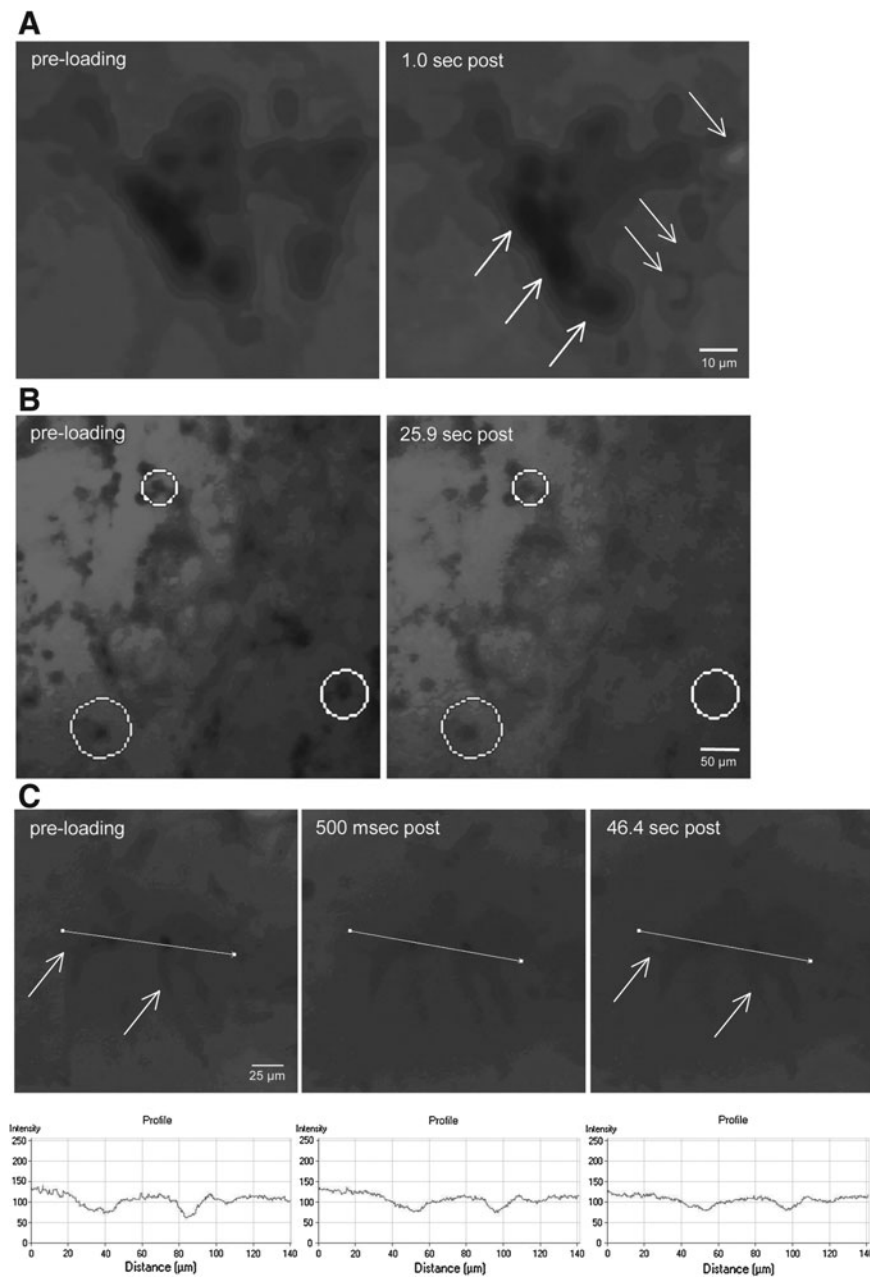 A
pre-loading
1.0 sec post
10 µm
B
pre-loading
25.9 sec post
50 µm
C
pre-loading
500 msec post
46.4 sec post
25 µm
Profile
Profile
Profile
Intensity
Intensity
Intensity
250
200
150
100
50
0
250
200
150
100
50
0
250
200
150
100
50
0
0 20 40 60 80 100 120 140
0 20 40 60 80 100 120 140
0 20 40 60 80 100 120 140
Distance (µm)
Distance (µm)
Distance (µm)